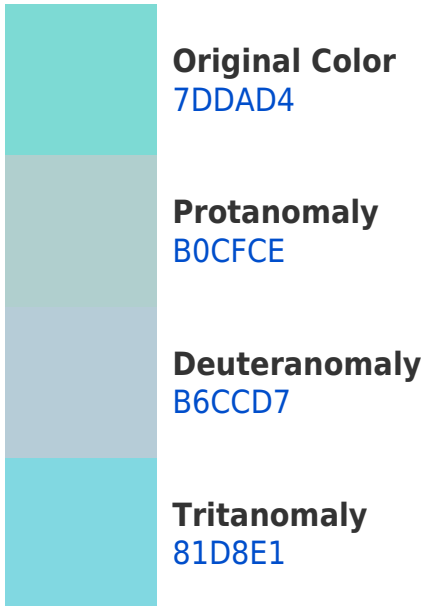 Original Color
7DDAD4
Protanomaly
B0CFCE
Deuteranomaly
B6CCD7
Tritanomaly
81D8E1